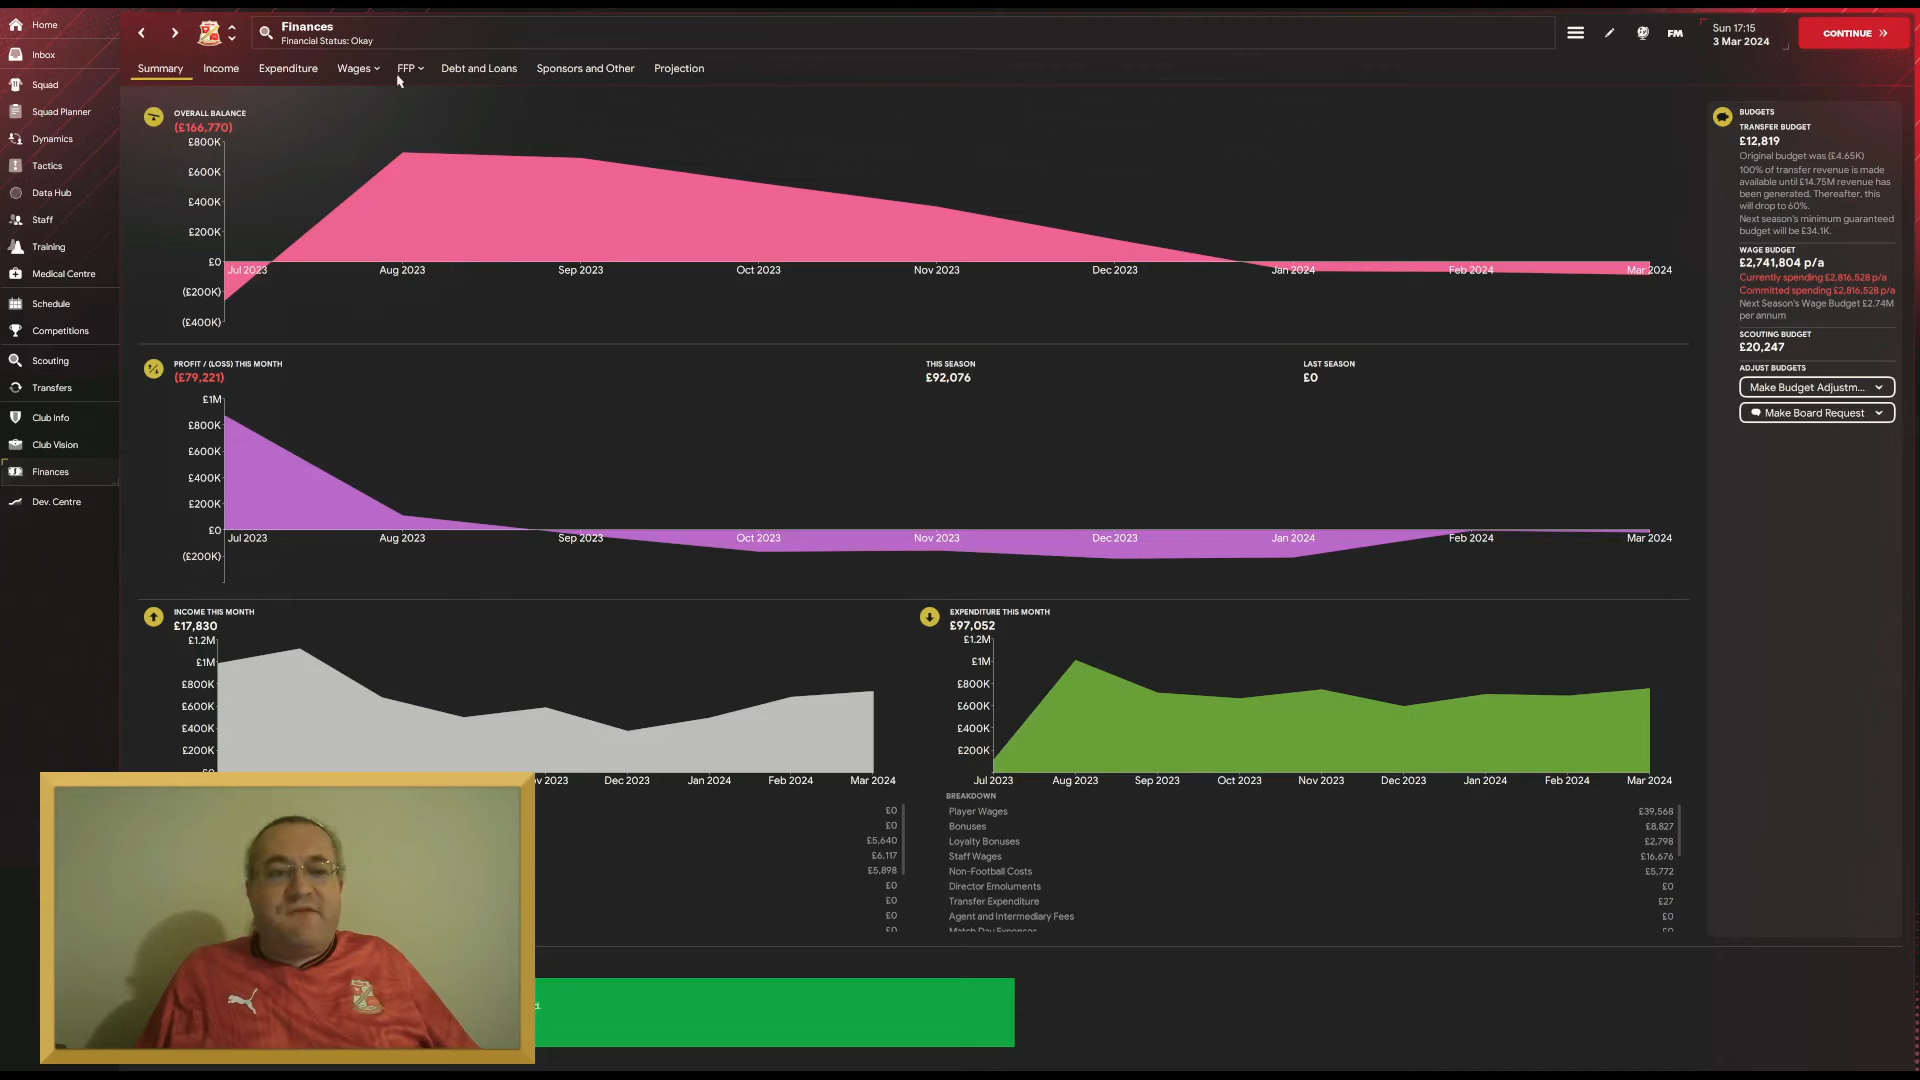 Home
Inbox
Squad
Squad Planner
Dynamics
Tactics
Data Hub
Staff
Training
Medical Centre
Schedule
Competitions
Scouting
Transfers
Club Info
Club Vision
Finances
Dev. Centre
Finances
Financial Status: Okay
FM
Sun 17:15
3 Mar 2024
CONTINUE
Summary Income Expenditure Wages FFP Debt and Loans Sponsors and Other Projection
OVERALL BALANCE
(£166,770)
£800K
£600K
£400K
£200K
£0
(£200K)
(£400K)
Jul 2023 Aug 2023 Sep 2023 Oct 2023 Nov 2023 Dec 2023 Jan 2024 Feb 2024 Mar 2024
PROFIT / (LOSS) THIS MONTH
(£79,221)
THIS SEASON
£92,076
LAST SEASON
£0
£1M
£800K
£600K
£400K
£200K
£0
(£200K)
Jul 2023 Aug 2023 Sep 2023 Oct 2023 Nov 2023 Dec 2023 Jan 2024 Feb 2024 Mar 2024
INCOME THIS MONTH
£17,830
£1.2M
£1M
£800K
£600K
£400K
£200K
Dec 2023 Jan 2024 Feb 2024 Mar 2024
£0
£0
£5,640
£6,117
£5,898
£0
£0
£0
EXPENDITURE THIS MONTH
£97,052
£1.2M
£1M
£800K
£600K
£400K
£200K
Jul 2023 Aug 2023 Sep 2023 Oct 2023 Nov 2023 Dec 2023 Jan 2024 Feb 2024 Mar 2024
BREAKDOWN
Player Wages £39,568
Bonuses £8,827
Loyalty Bonuses £2,798
Staff Wages £16,676
Non-Football Costs £5,772
Director Emoluments £0
Transfer Expenditure £27
Agent and Intermediary Fees £0
Match Day Expenses £0
BUDGETS
TRANSFER BUDGET
£12,819
Original budget was (£4.65K)
100% of transfer revenue is made
available until £14.75M revenue has
been generated. Thereafter, this
will drop to 60%.
Next season's minimum guaranteed
budget will be £34.1K.
WAGE BUDGET
£2,741,804 p/a
Currently spending £2,816,528 p/a
Committed spending £2,816,528 p/a
Next Season's Wage Budget £2.74M
per annum
SCOUTING BUDGET
£20,247
ADJUST BUDGETS
Make Budget Adjustm...
Make Board Request